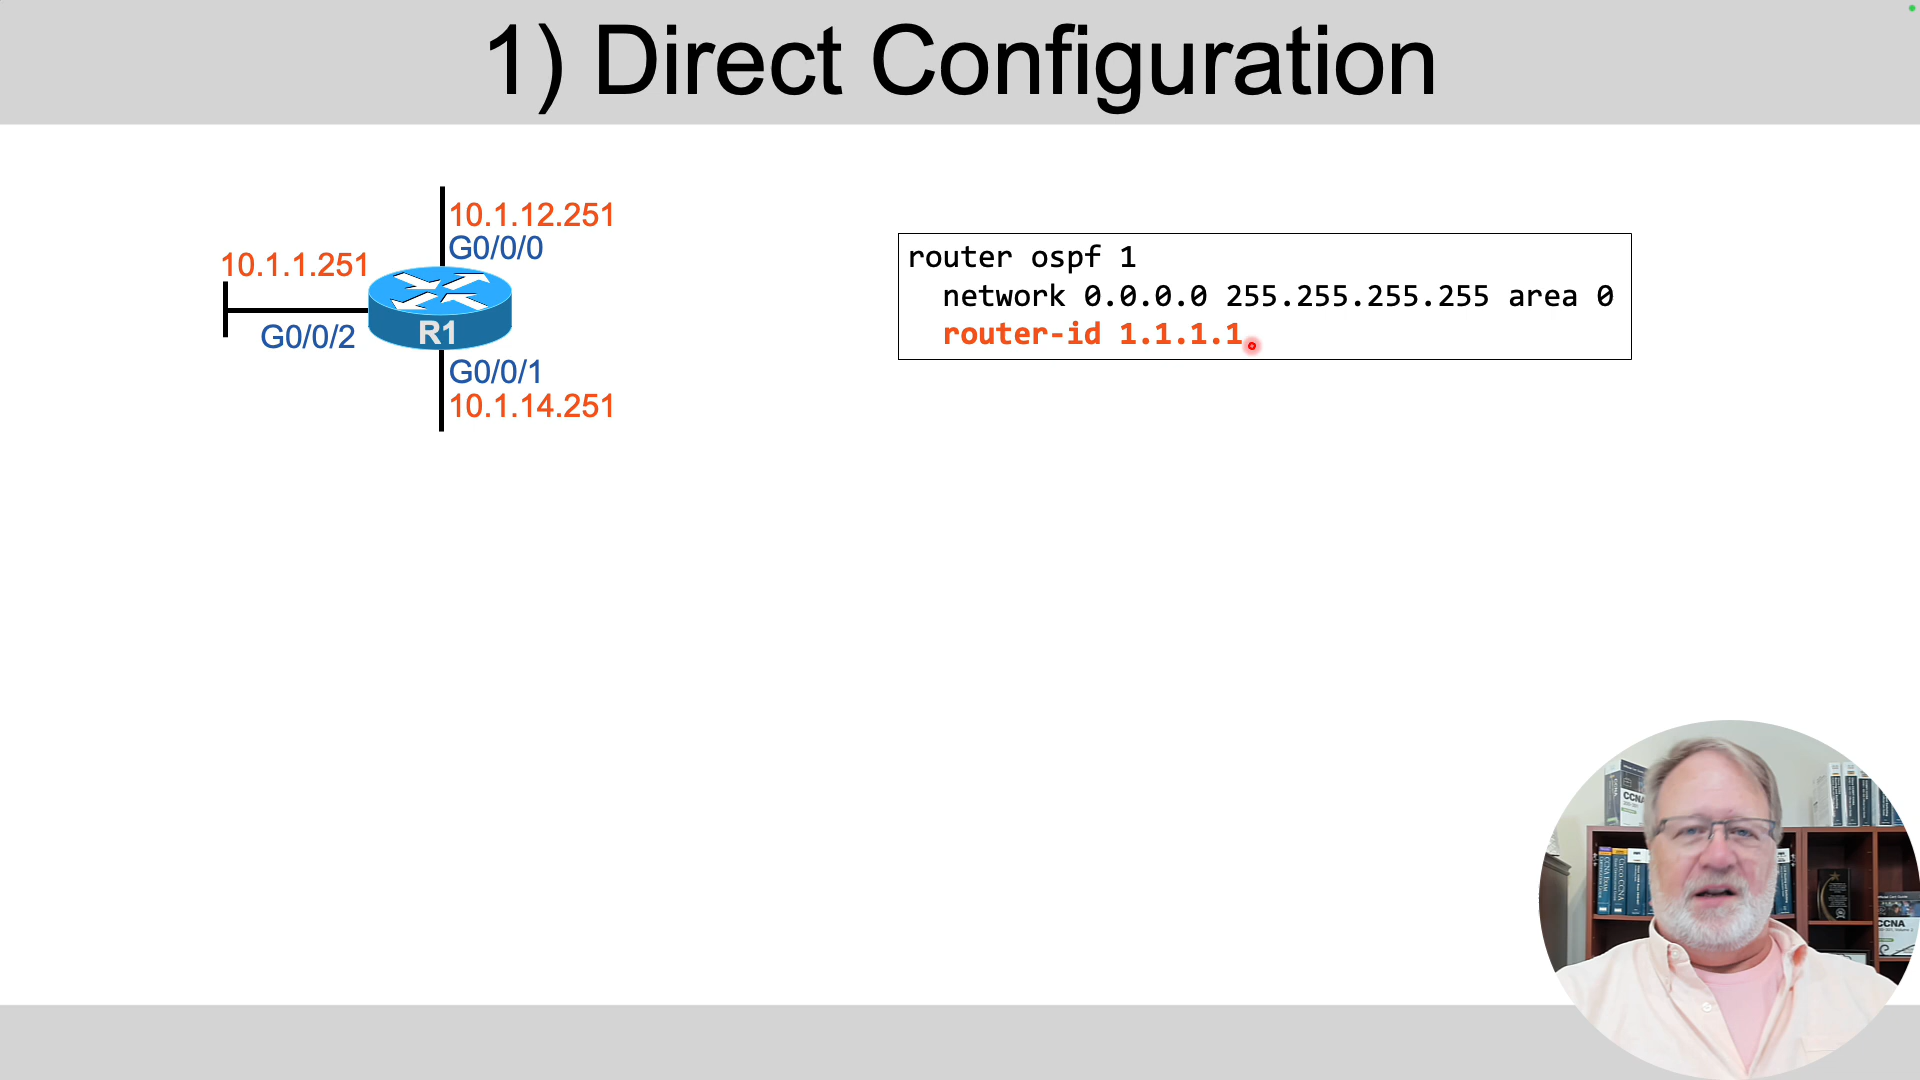 1) Direct Configuration
10.1.12.251
G0/0/0
10.1.1.251
G0/0/2
R1
G0/0/1
10.1.14.251
router ospf 1
network 0.0.0.0 255.255.255.255 area 0
router-id 1.1.1.1
CCNA
CCNA